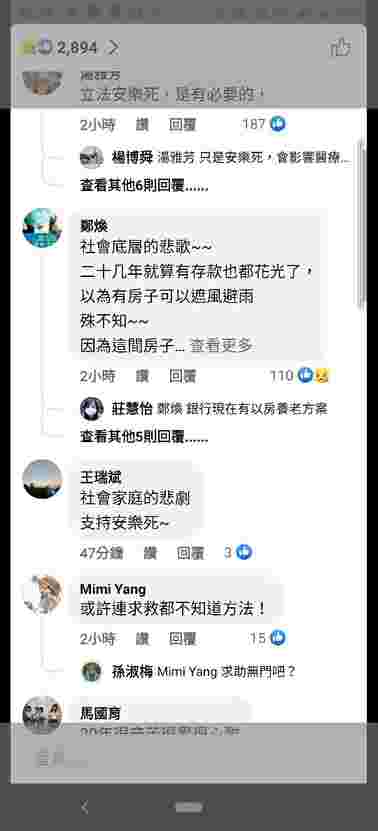 2,894
湯雅芳
立法安樂死，是有必要的，
2小時 讚 回覆 187
楊博舜 湯雅芳 只是安樂死，會影響醫療...
查看其他6則回覆......
鄭煥
社會底層的悲歌~~
二十几年就算有存款也都花光了，
以為有房子可以遮風避雨
殊不知~~
因為這間房子... 查看更多
2小時 讚 回覆 110
莊慧怡 鄭煥 銀行現在有以房養老方案
查看其他5則回覆......
王瑞斌
社會家庭的悲劇
支持安樂死~
47分鐘 讚 回覆 3
Mimi Yang
或許連求救都不知道方法！
2小時 讚 回覆 15
孫淑梅 Mimi Yang 求助無門吧？
馬國育